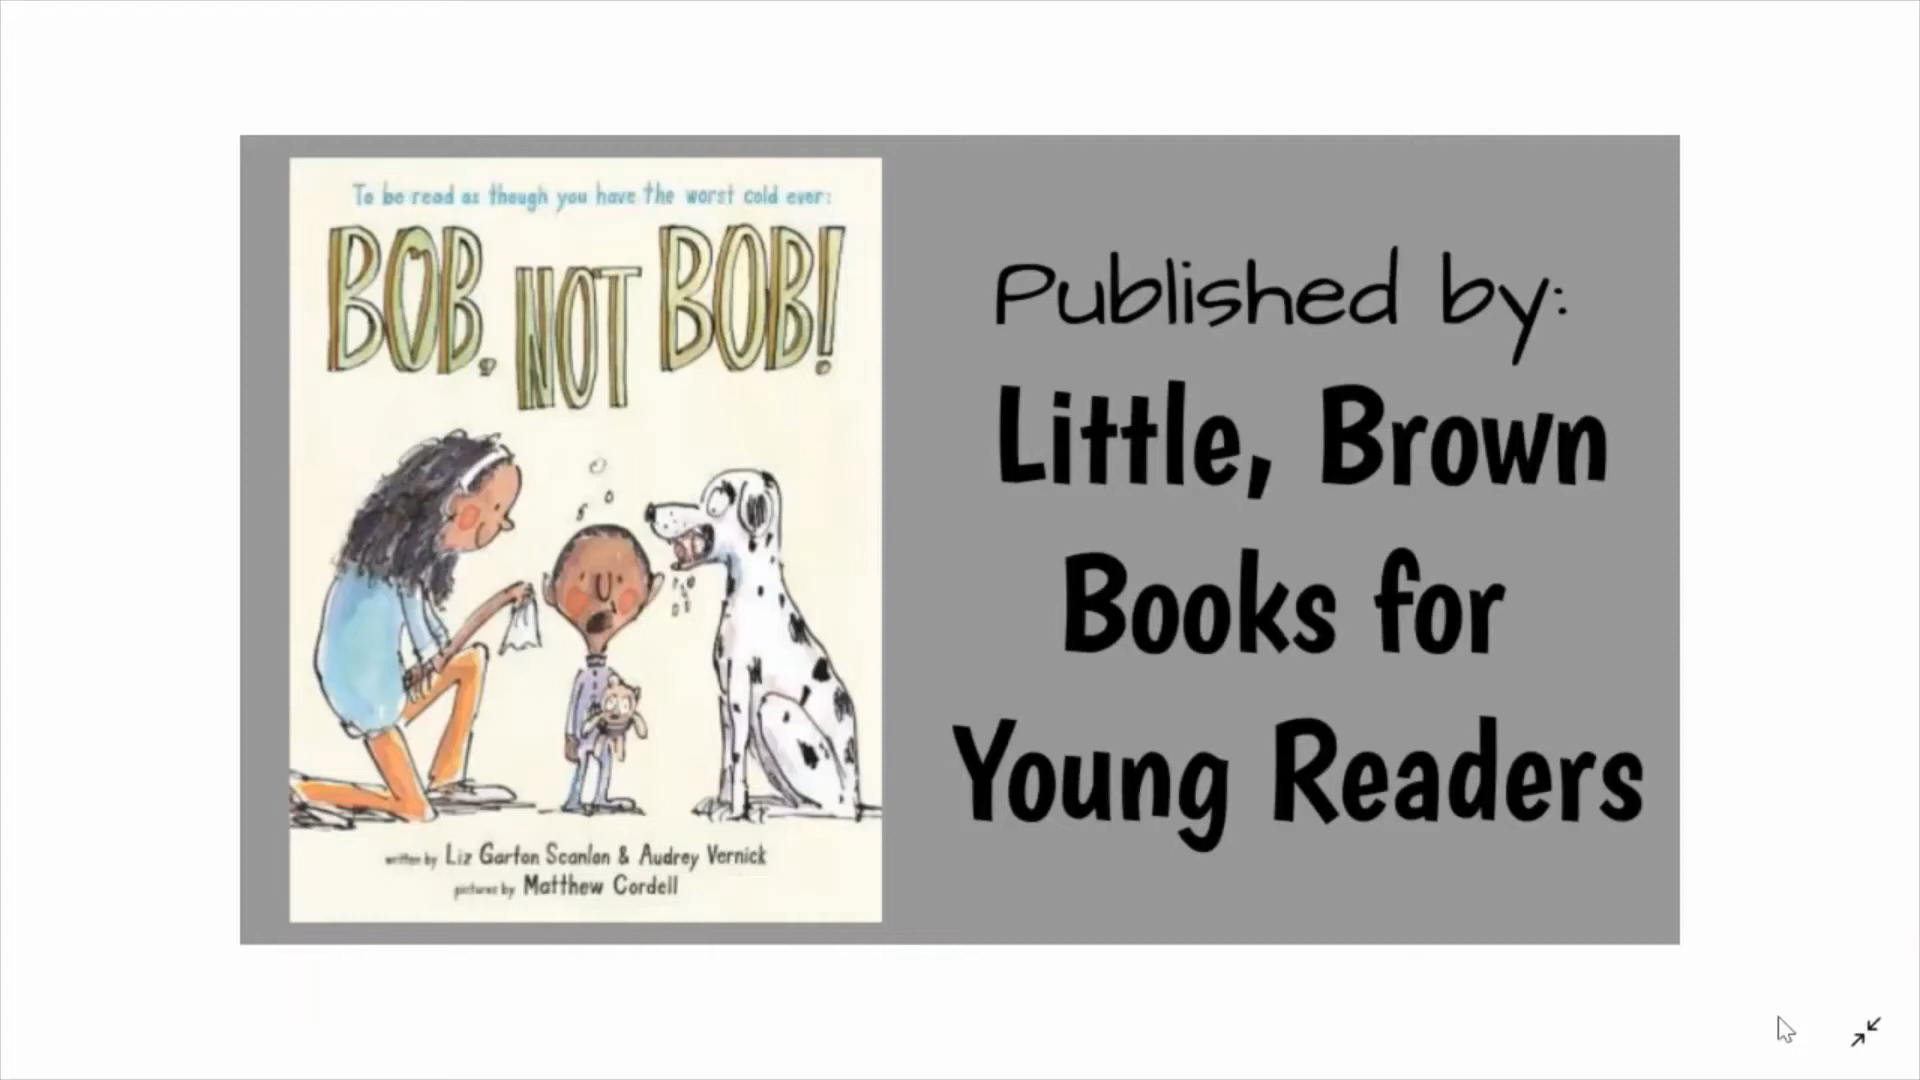 To be read as though you have the worst cold ever:
BOB, NOT BOB!
written by Liz Garton Scanlon & Audrey Vernick
pictures by Matthew Cordell
Published by:
Little, Brown
Books for
Young Readers